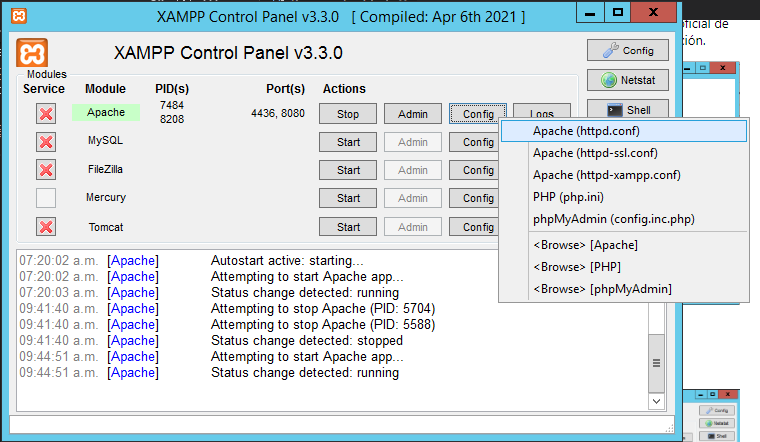 XAMPP Control Panel v3.3.0 [ Compiled: Apr 6th 2021 ]
oficial de
ción.
XAMPP Control Panel v3.3.0
Config
Modules
Netstat
Service Module PID(s) Port(s) Actions
Shell
Apache 7484 8208 4436, 8080 Stop Admin Config Logs
MySQL Start Admin Config
FileZilla Start Admin Config
Mercury Start Admin Config
Tomcat Start Admin Config
Apache (httpd.conf)
Apache (httpd-ssl.conf)
Apache (httpd-xampp.conf)
PHP (php.ini)
phpMyAdmin (config.inc.php)
<Browse> [Apache]
<Browse> [PHP]
<Browse> [phpMyAdmin]
07:20:02 a.m. [Apache] Autostart active: starting...
07:20:02 a.m. [Apache] Attempting to start Apache app...
07:20:03 a.m. [Apache] Status change detected: running
09:41:40 a.m. [Apache] Attempting to stop Apache (PID: 5704)
09:41:40 a.m. [Apache] Attempting to stop Apache (PID: 5588)
09:41:40 a.m. [Apache] Status change detected: stopped
09:44:51 a.m. [Apache] Attempting to start Apache app...
09:44:51 a.m. [Apache] Status change detected: running
Config
Netstat
Shell